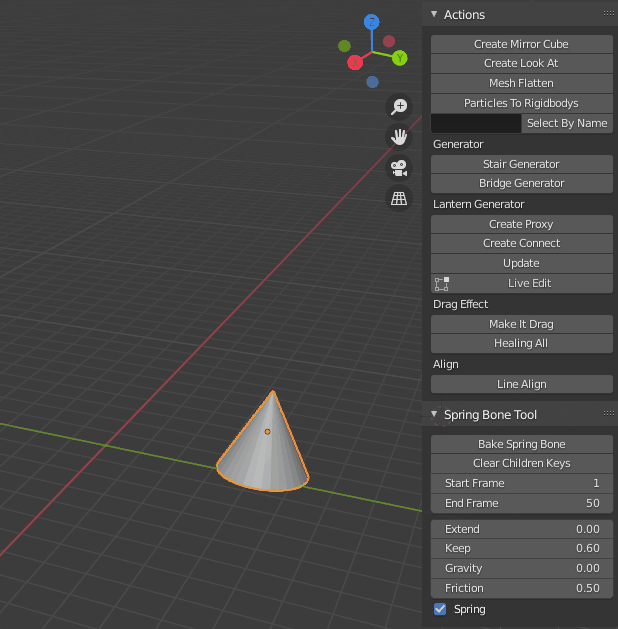 Z
Y
X
Actions
Create Mirror Cube
Create Look At
Mesh Flatten
Particles To Rigidbodys
Select By Name
Generator
Stair Generator
Bridge Generator
Lantern Generator
Create Proxy
Create Connect
Update
Live Edit
Drag Effect
Make It Drag
Healing All
Align
Line Align
Spring Bone Tool
Bake Spring Bone
Clear Children Keys
Start Frame 1
End Frame 50
Extend 0.00
Keep 0.60
Gravity 0.00
Friction 0.50
Spring